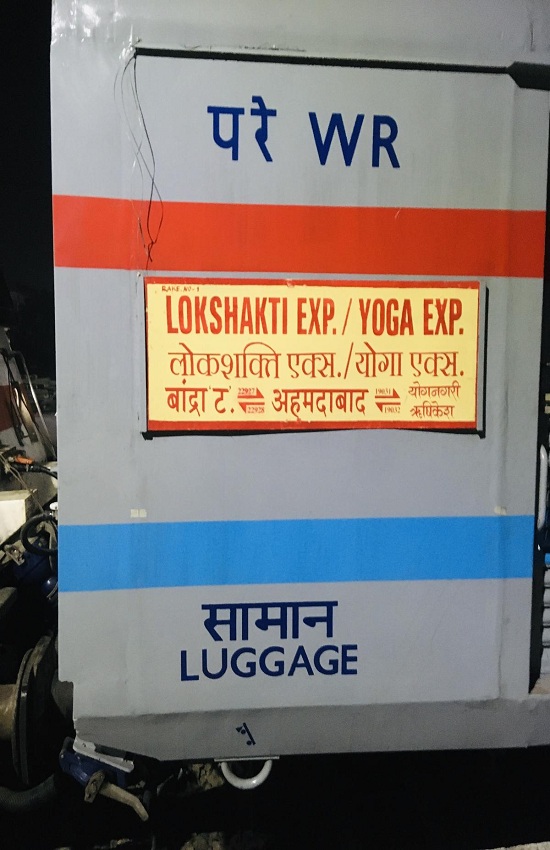 परे WR
RAKE NO-1
LOKSHAKTI EXP. / YOGA EXP.
लोकशक्ति एक्स./योगा एक्स.
बांद्रा ट. 22927 22928 अहमदाबाद 19031 19032 योगनगरी ऋषिकेश
सामान
LUGGAGE